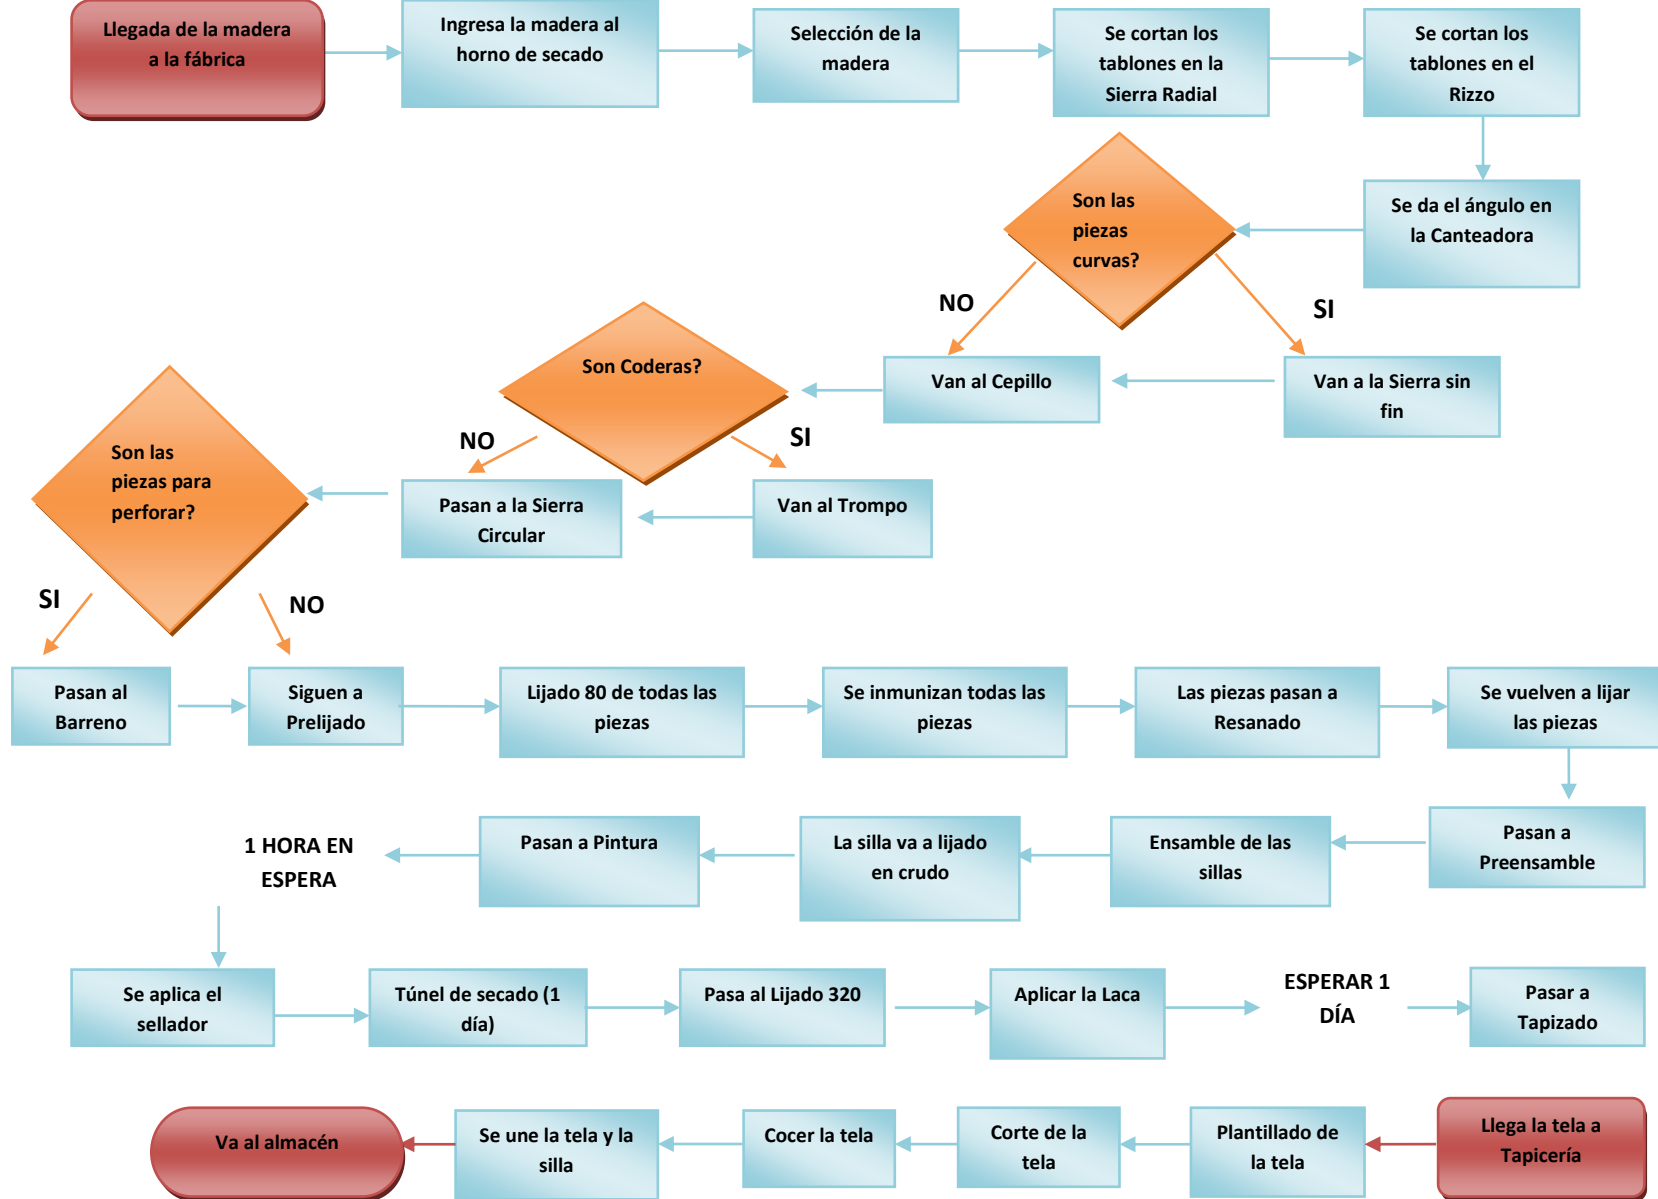 Llegada de la madera
a la fábrica
Ingresa la madera al
horno de secado
Selección de la
madera
Se cortan los
tablones en la
Sierra Radial
Se cortan los
tablones en el
Rizzo
Se da el ángulo en
la Canteadora
Son las
piezas
curvas?
NO
SI
Van al Cepillo
Van a la Sierra sin
fin
Son Coderas?
NO
SI
Pasan a la Sierra
Circular
Van al Trompo
Son las
piezas para
perforar?
SI
NO
Pasan al
Barreno
Siguen a
Prelijado
Lijado 80 de todas las
piezas
Se inmunizan todas las
piezas
Las piezas pasan a
Resanado
Se vuelven a lijar
las piezas
Pasan a
Preensamble
Ensamble de las
sillas
La silla va a lijado
en crudo
Pasan a Pintura
1 HORA EN
ESPERA
Se aplica el
sellador
Túnel de secado (1
día)
Pasa al Lijado 320
Aplicar la Laca
ESPERAR 1
DÍA
Pasar a
Tapizado
Llega la tela a
Tapicería
Plantillado de
la tela
Corte de la
tela
Cocer la tela
Se une la tela y la
silla
Va al almacén